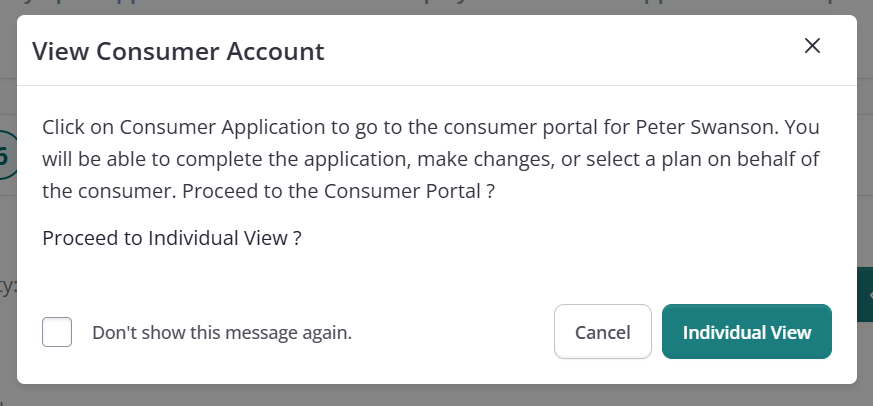 View Consumer Account
Click on Consumer Application to go to the consumer portal for Peter Swanson. You
will be able to complete the application, make changes, or select a plan on behalf of
the consumer. Proceed to the Consumer Portal ?
Proceed to Individual View ?
ty:
Don't show this message again.
Cancel
Individual View